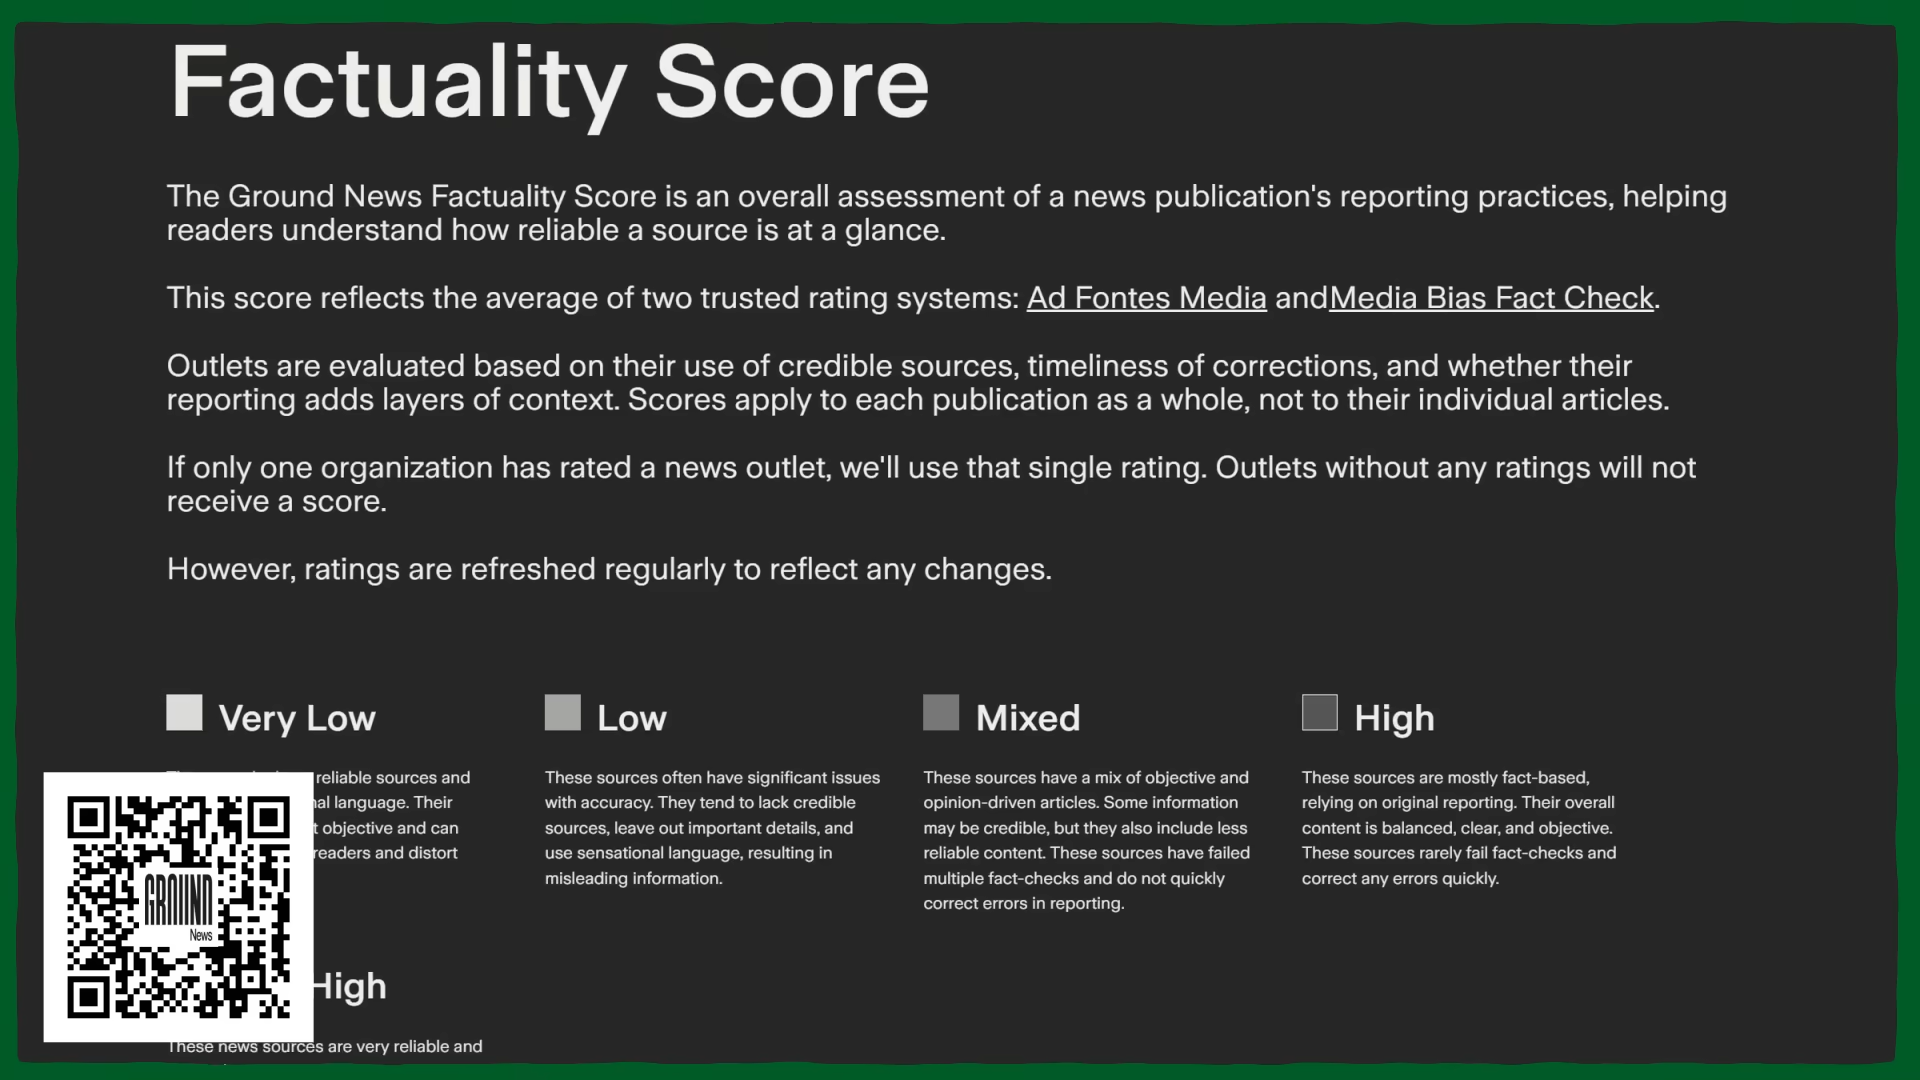 Factuality Score
The Ground News Factuality Score is an overall assessment of a news publication's reporting practices, helping
readers understand how reliable a source is at a glance.
This score reflects the average of two trusted rating systems: Ad Fontes Media andMedia Bias Fact Check.
Outlets are evaluated based on their use of credible sources, timeliness of corrections, and whether their
reporting adds layers of context. Scores apply to each publication as a whole, not to their individual articles.
If only one organization has rated a news outlet, we'll use that single rating. Outlets without any ratings will not
receive a score.
However, ratings are refreshed regularly to reflect any changes.
Very Low
reliable sources and
language. Their
objective and can
readers and distort
Low
These sources often have significant issues
with accuracy. They tend to lack credible
sources, leave out important details, and
use sensational language, resulting in
misleading information.
Mixed
These sources have a mix of objective and
opinion-driven articles. Some information
may be credible, but they also include less
reliable content. These sources have failed
multiple fact-checks and do not quickly
correct errors in reporting.
High
These sources are mostly fact-based,
relying on original reporting. Their overall
content is balanced, clear, and objective.
These sources rarely fail fact-checks and
correct any errors quickly.
High
These news sources are very reliable and
GROUND
News